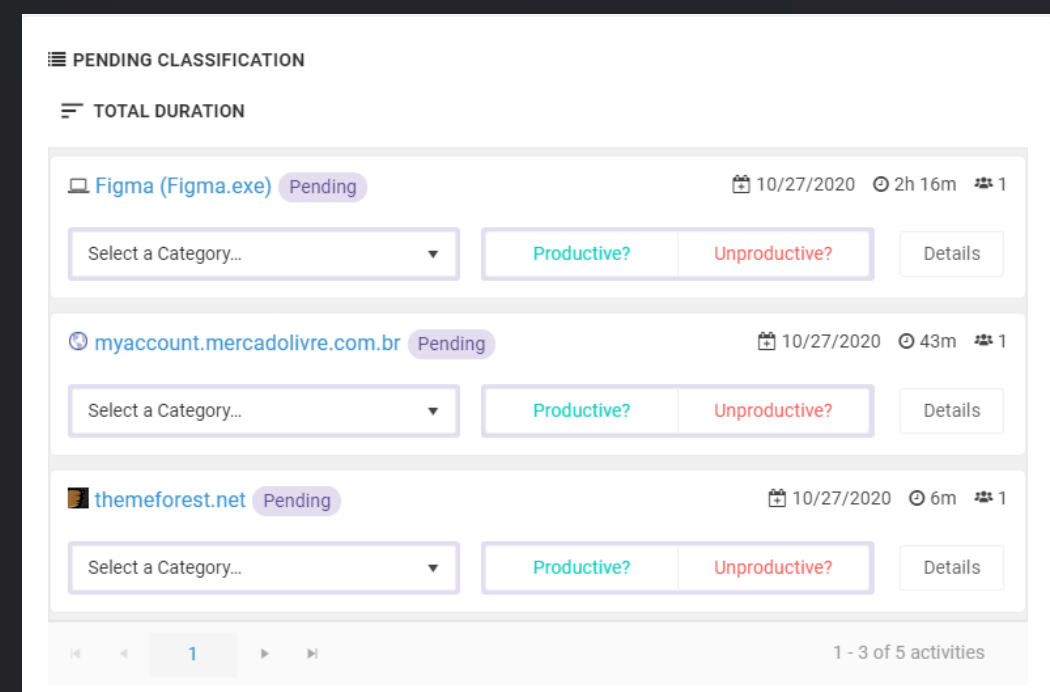 PENDING CLASSIFICATION
TOTAL DURATION
Figma (Figma.exe) Pending 10/27/2020 2h 16m 1
Select a Category... Productive? Unproductive? Details
myaccount.mercadolivre.com.br Pending 10/27/2020 43m 1
Select a Category... Productive? Unproductive? Details
themeforest.net Pending 10/27/2020 6m 1
Select a Category... Productive? Unproductive? Details
1 1 - 3 of 5 activities